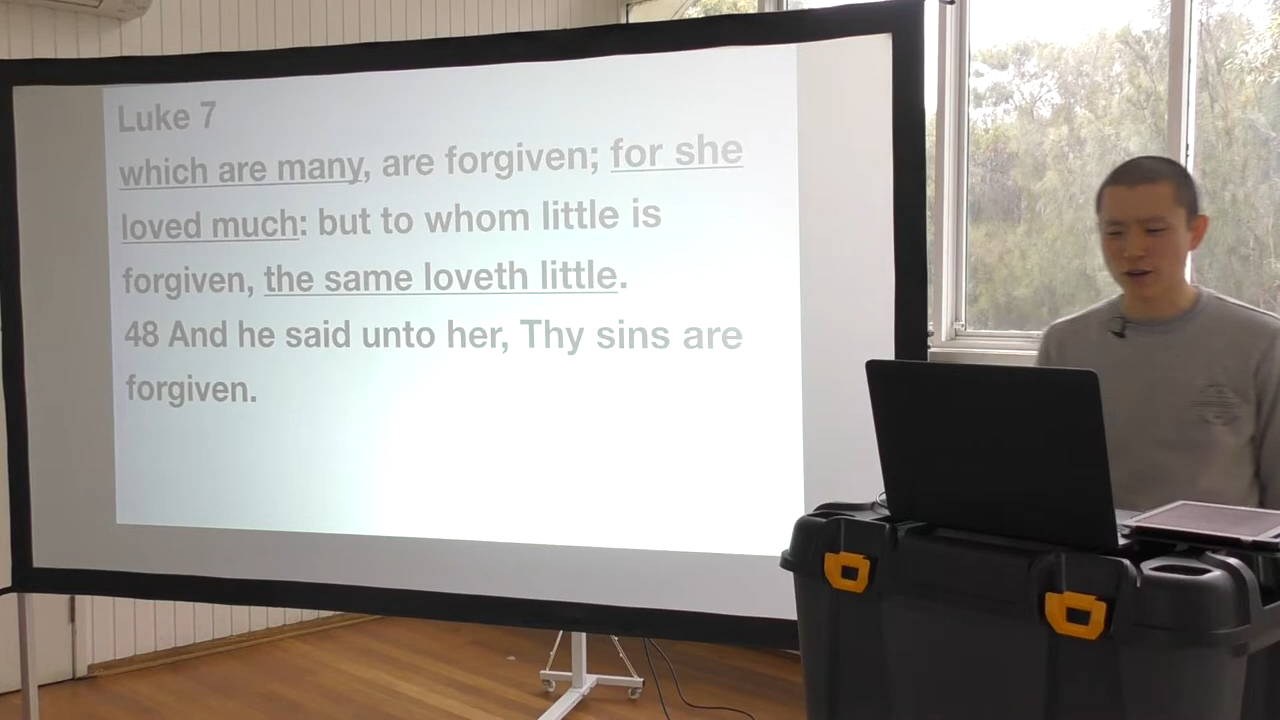 Luke 7
which are many, are forgiven; for she
loved much: but to whom little is
forgiven, the same loveth little.
48 And he said unto her, Thy sins are
forgiven.